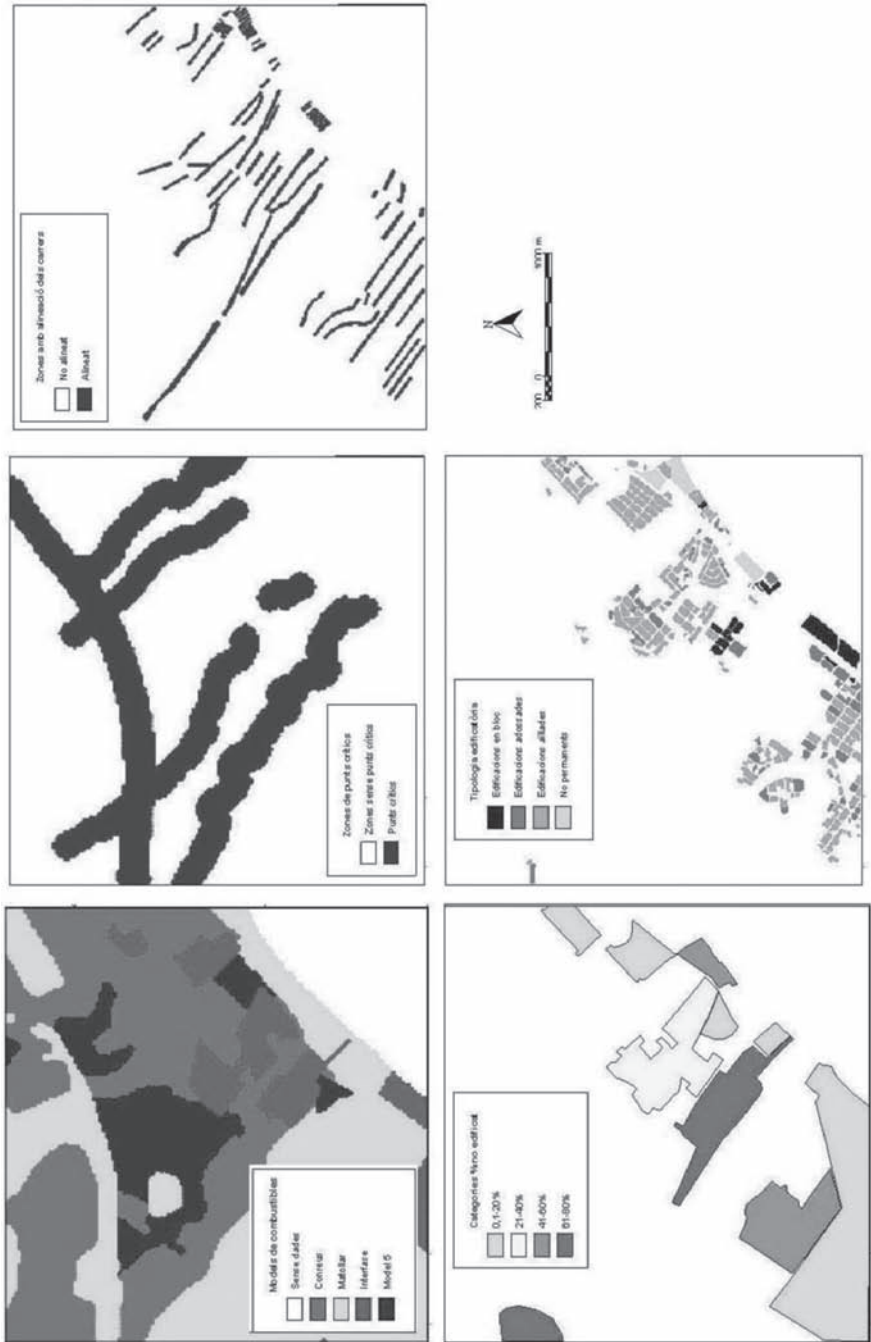 Models de combustibles
Sense dades
Conreus
Matollar
Interfase
Model 5
Zones de punts crítics
Zones sense punts crítics
Punts crítics
Zones amb alineació dels carrers
No alineat
Alineat
Categories %no edificat
0,1-20%
21-40%
41-60%
61-80%
Tipologia edificatòria
Edificacions en bloc
Edificacions adossades
Edificacions aïllades
No permanents
N
200 0